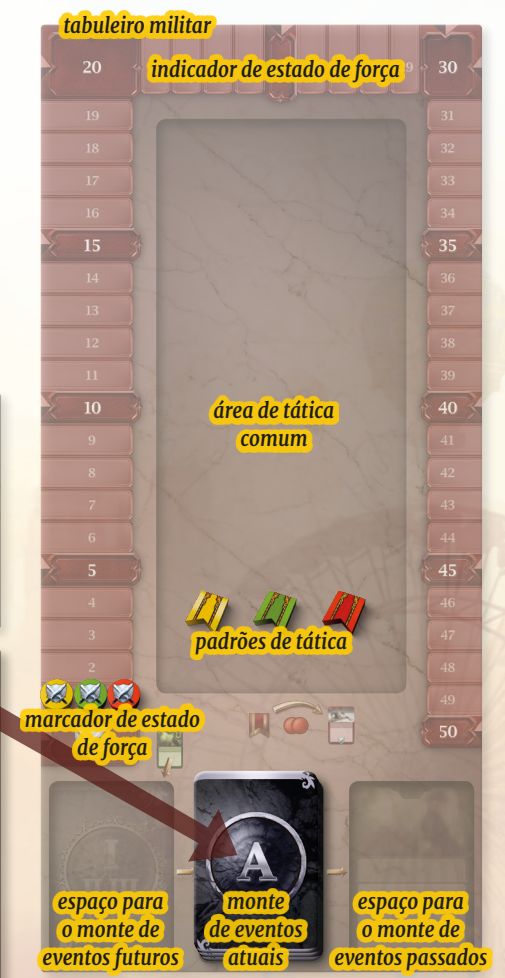 tabuleiro militar
20
indicador de estado de força
9
30
19
31
18
32
17
33
16
34
15
35
14
36
13
37
12
38
11
39
10
40
área de tática
comum
9
41
8
42
7
43
6
44
5
45
4
46
padrões de tática
3
47
2
48
49
marcador de estado
de força
50
A
espaço para
o monte de
eventos futuros
monte
de eventos
atuais
espaço para
o monte de
eventos passados